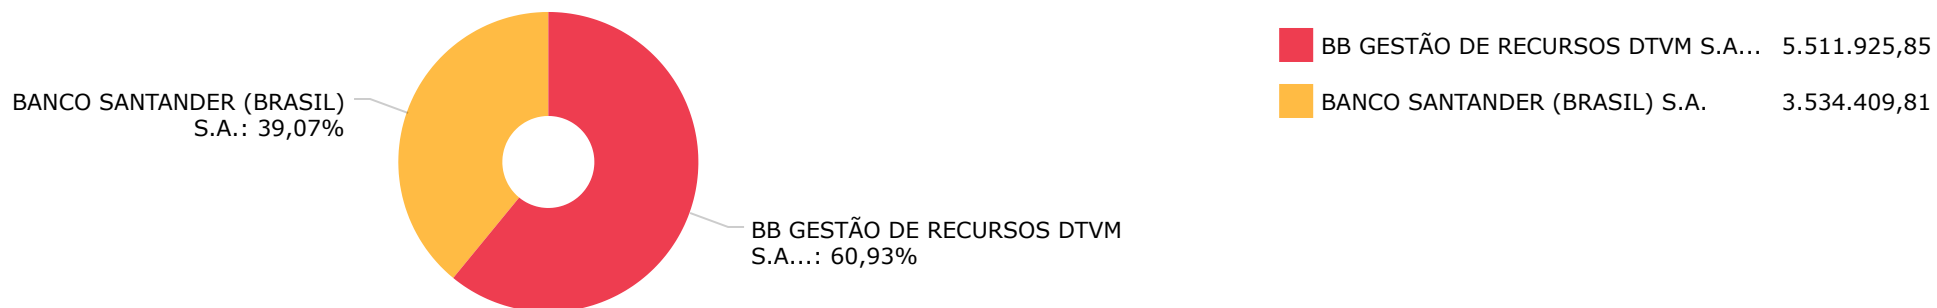 BB GESTÃO DE RECURSOS DTVM S.A... 5.511.925,85
BANCO SANTANDER (BRASIL) S.A. 3.534.409,81
BANCO SANTANDER (BRASIL)
S.A.: 39,07%
BB GESTÃO DE RECURSOS DTVM
S.A...: 60,93%